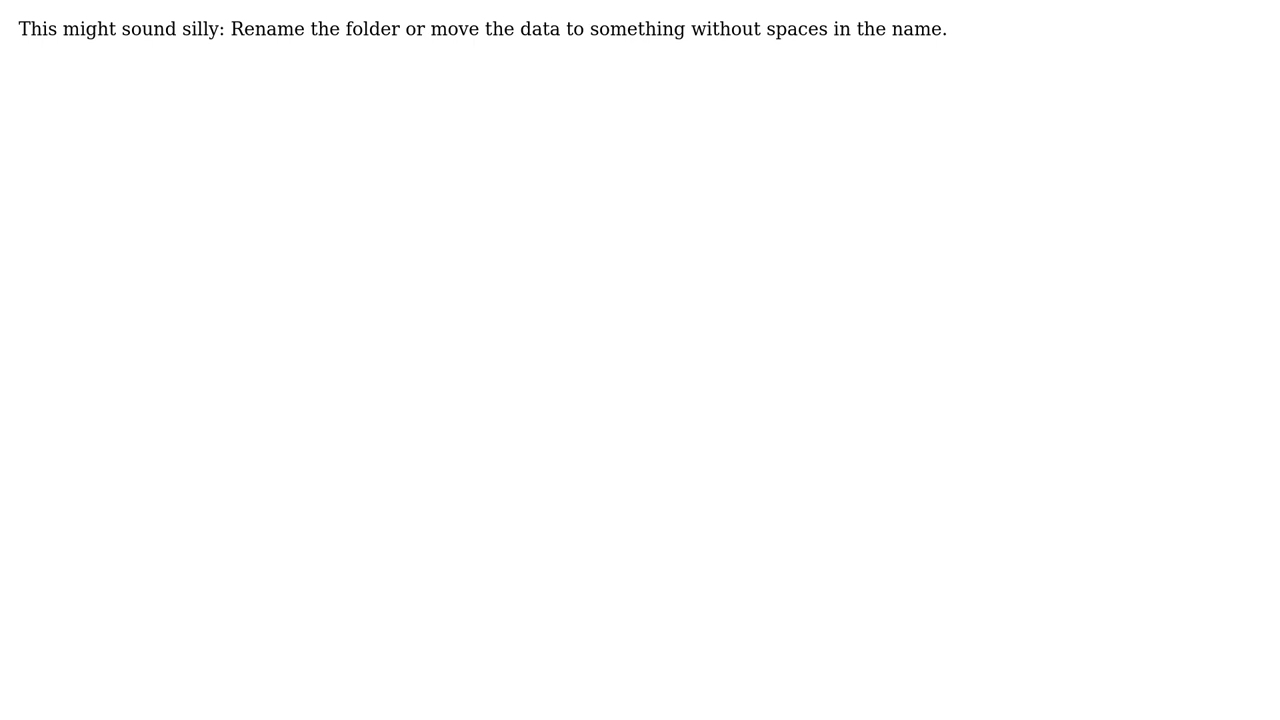 This might sound silly: Rename the folder or move the data to something without spaces in the name.